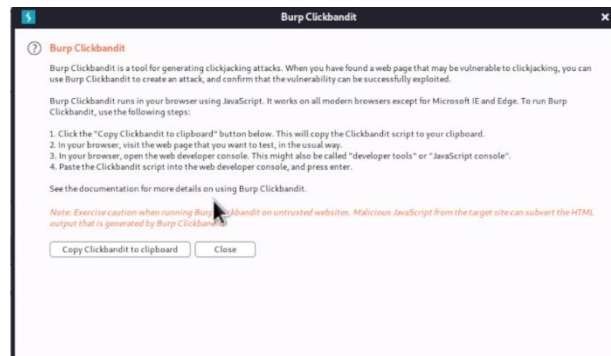 Burp Clickbandit
Burp Clickbandit
Burp Clickbandit is a tool for generating clickjacking attacks. When you have found a web page that may be vulnerable to clickjacking, you can
use Burp Clickbandit to create an attack, and confirm that the vulnerability can be successfully exploited.
Burp Clickbandit runs in your browser using JavaScript. It works on all modern browsers except for Microsoft IE and Edge. To run Burp
Clickbandit, use the following steps:
1. Click the "Copy Clickbandit to clipboard" button below. This will copy the Clickbandit script to your clipboard.
2. In your browser, visit the web page that you want to test, in the usual way.
3. In your browser, open the web developer console. This might also be called "developer tools" or "JavaScript console".
4. Paste the Clickbandit script into the web developer console, and press enter.
See the documentation for more details on using Burp Clickbandit.
Note: Exercise caution when running Burp Clickbandit on untrusted websites. Malicious JavaScript from the target site can subvert the HTML
output that is generated by Burp Clickbandit.
Copy Clickbandit to clipboard Close